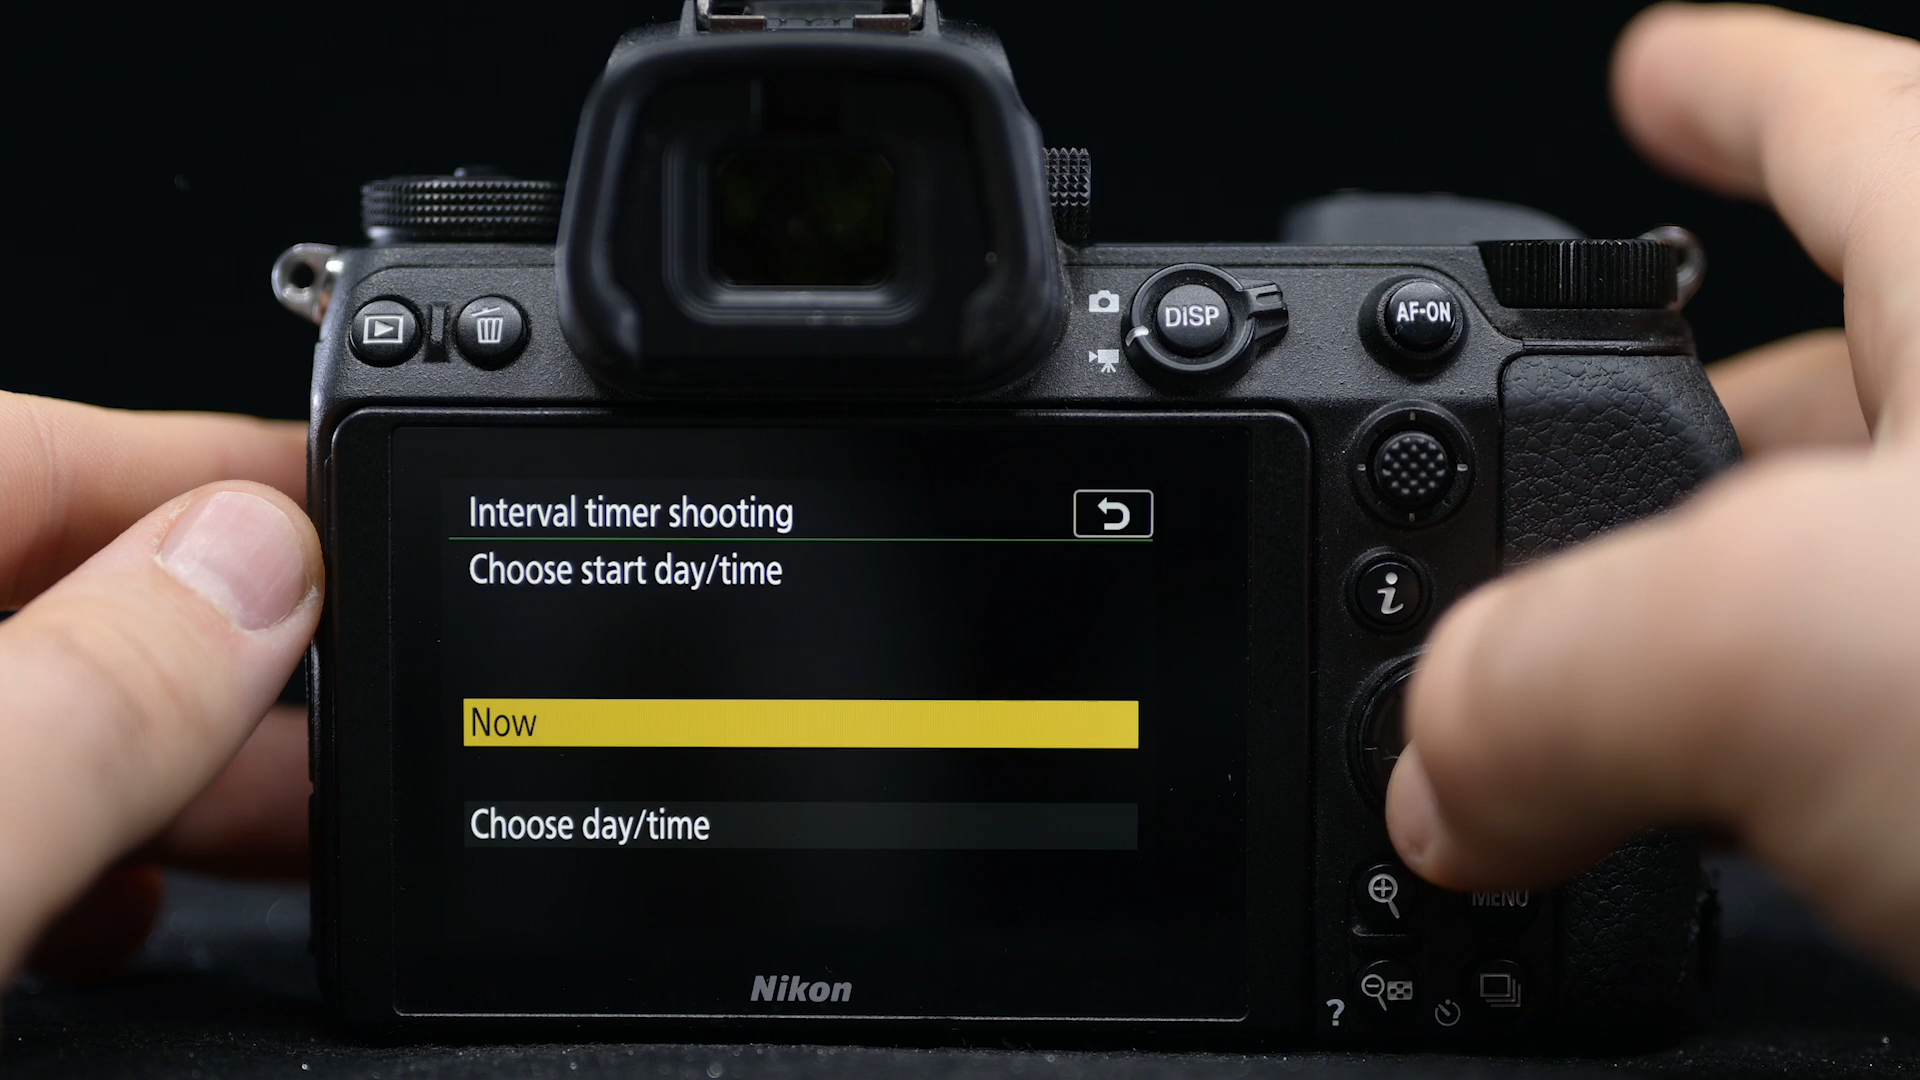 DISP
AF-ON
Interval timer shooting
Choose start day/time
i
Now
Choose day/time
MENU
Nikon
?